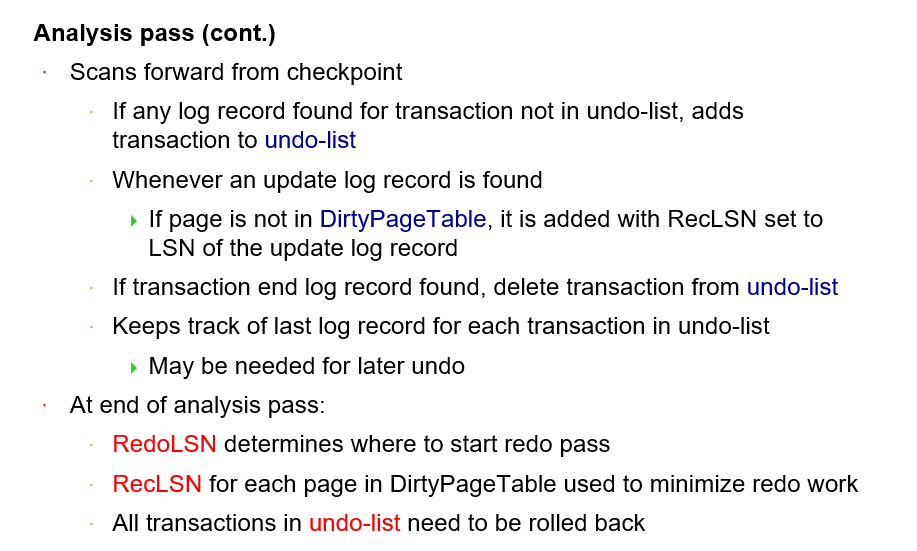 Analysis pass (cont.)
Scans forward from checkpoint
If any log record found for transaction not in undo-list, adds
transaction to undo-list
Whenever an update log record is found
If page is not in DirtyPageTable, it is added with RecLSN set to
LSN of the update log record
If transaction end log record found, delete transaction from undo-list
Keeps track of last log record for each transaction in undo-list
May be needed for later undo
At end of analysis pass:
RedoLSN determines where to start redo pass
RecLSN for each page in DirtyPageTable used to minimize redo work
All transactions in undo-list need to be rolled back